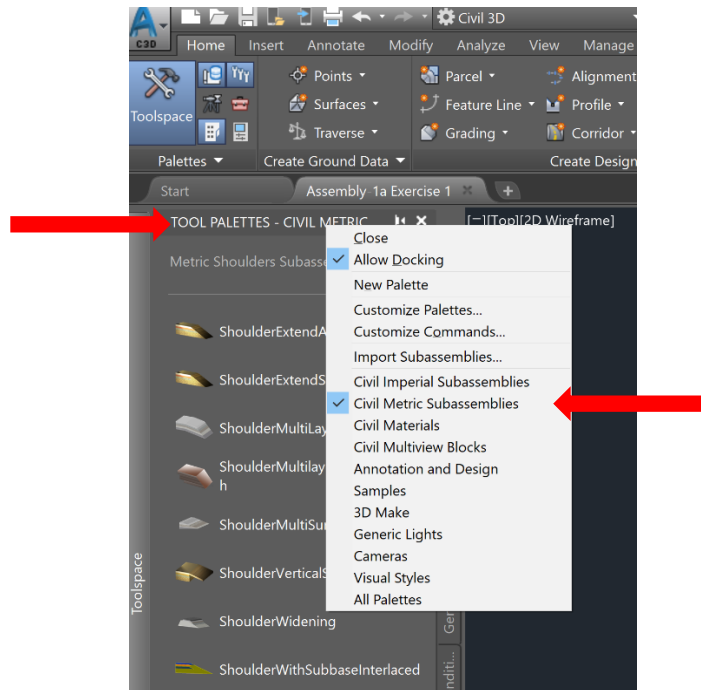 C3D
Civil 3D
Home Insert Annotate Modify Analyze View Manage
Toolspace
Points
Surfaces
Traverse
Parcel
Feature Line
Grading
Alignment
Profile
Corridor
Palettes
Create Ground Data
Create Design
Start
Assembly-1a Exercise 1
TOOL PALETTES - CIVIL METRIC
[−][Top][2D Wireframe]
Metric Shoulders Subasse
ShoulderExtendA
ShoulderExtendS
ShoulderMultiLay
ShoulderMultilay
h
ShoulderMultiSu
ShoulderVerticalS
ShoulderWidening
ShoulderWithSubbaseInterlaced
Close
Allow Docking
New Palette
Customize Palettes...
Customize Commands...
Import Subassemblies...
Civil Imperial Subassemblies
Civil Metric Subassemblies
Civil Materials
Civil Multiview Blocks
Annotation and Design
Samples
3D Make
Generic Lights
Cameras
Visual Styles
All Palettes
Toolspace
Ger
nditi...